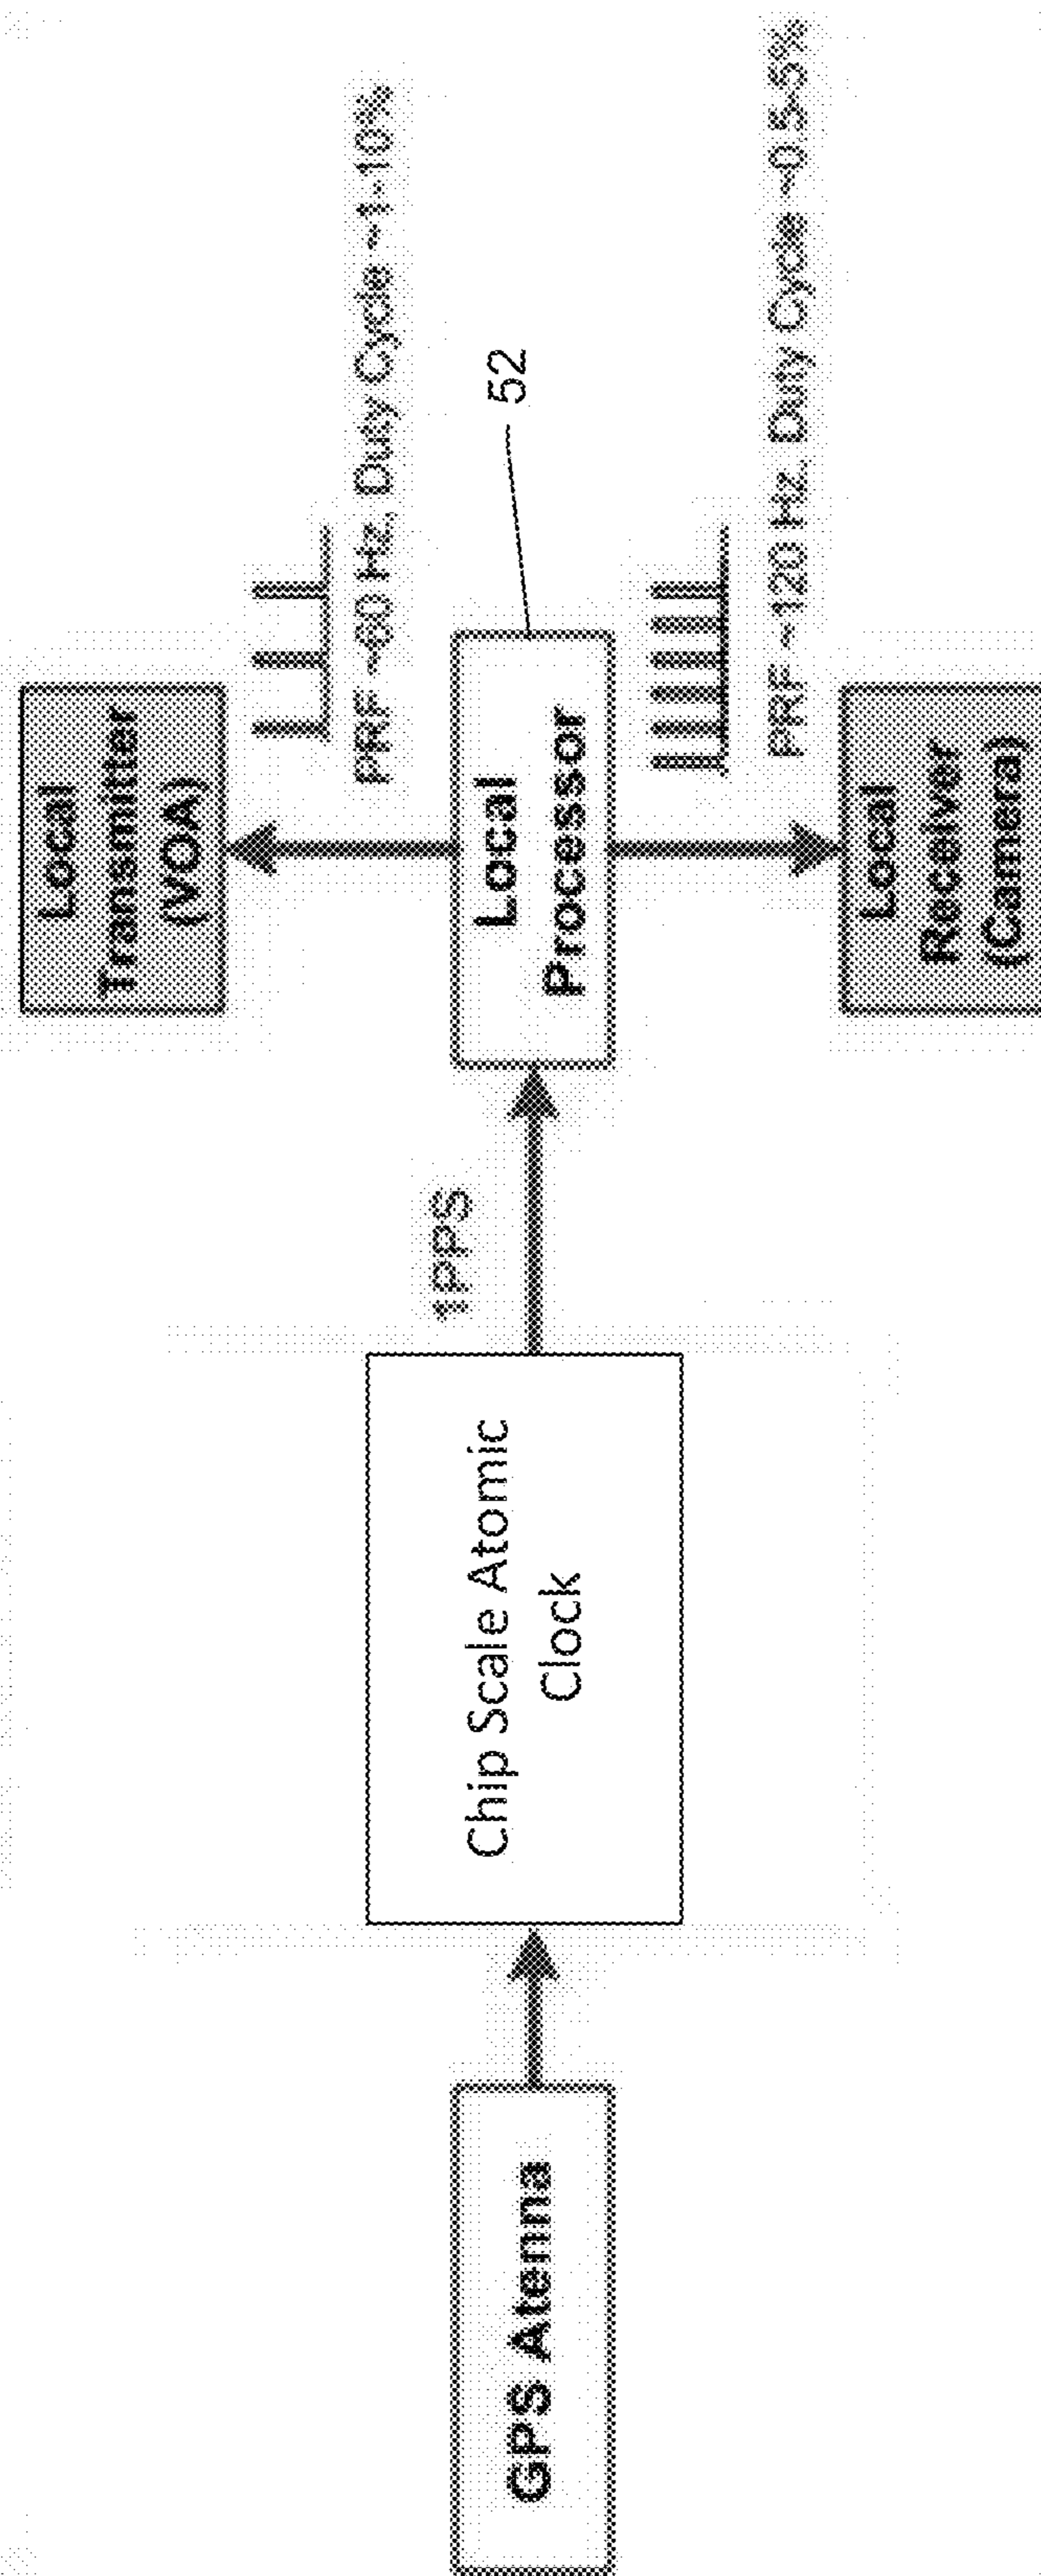 GPS Atenna
Chip Scale Atomic
Clock
1PPS
Local
Processor
52
Local
Transmitter
(VOA)
PRF ~60 Hz, Duty Cycle ~1-10%
PRF ~120 Hz, Duty Cycle ~0.5-5%
Local
Receiver
(Camera)